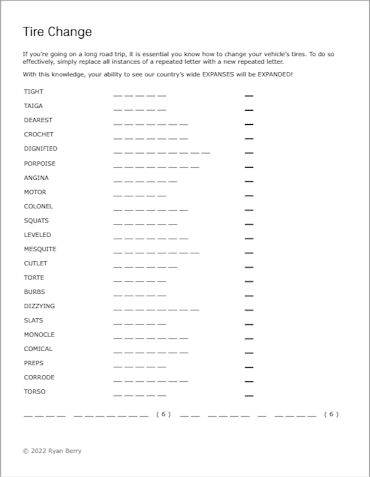 Tire Change
If you're going on a long road trip, it is essential you know how to change your vehicle's tires. To do so
effectively, simply replace all instances of a repeated letter with a new repeated letter.
With this knowledge, your ability to see our country's wide EXPANSES will be EXPANDED!
TIGHT _ _ _ _ _ _
TAIGA _ _ _ _ _ _
DEAREST _ _ _ _ _ _ _ _
CROCHET _ _ _ _ _ _ _ _
DIGNIFIED _ _ _ _ _ _ _ _ _ _
PORPOISE _ _ _ _ _ _ _ _ _
ANGINA _ _ _ _ _ _ _
MOTOR _ _ _ _ _ _
COLONEL _ _ _ _ _ _ _ _
SQUATS _ _ _ _ _ _ _
LEVELED _ _ _ _ _ _ _ _
MESQUITE _ _ _ _ _ _ _ _ _
CUTLET _ _ _ _ _ _ _
TORTE _ _ _ _ _ _
BURBS _ _ _ _ _ _
DIZZYING _ _ _ _ _ _ _ _ _
SLATS _ _ _ _ _ _
MONOCLE _ _ _ _ _ _ _ _
COMICAL _ _ _ _ _ _ _ _
PREPS _ _ _ _ _ _
CORRODE _ _ _ _ _ _ _ _
TORSO _ _ _ _ _ _
_ _ _ _ _ _ _ _ _ _ _ ( 6 ) _ _ _ _ _ _ _ _ _ _ _ ( 6 )
© 2022 Ryan Berry